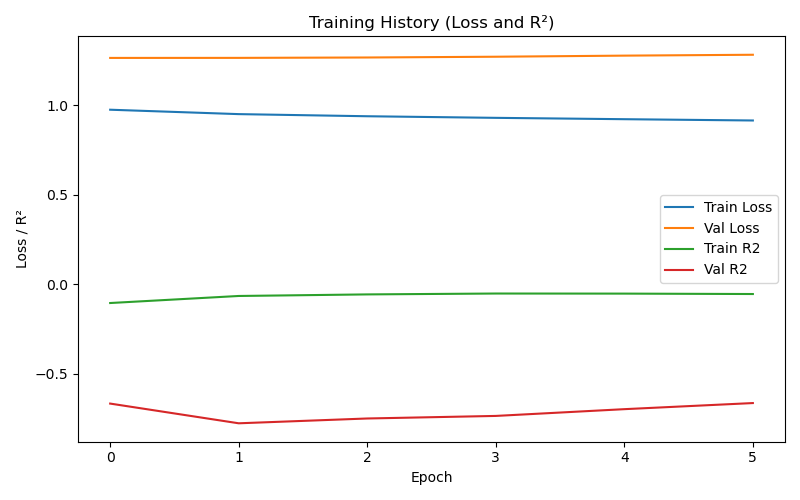 Training History (Loss and R²)
Loss / R²
1.0
0.5
0.0
−0.5
Train Loss
Val Loss
Train R2
Val R2
0 1 2 3 4 5
Epoch